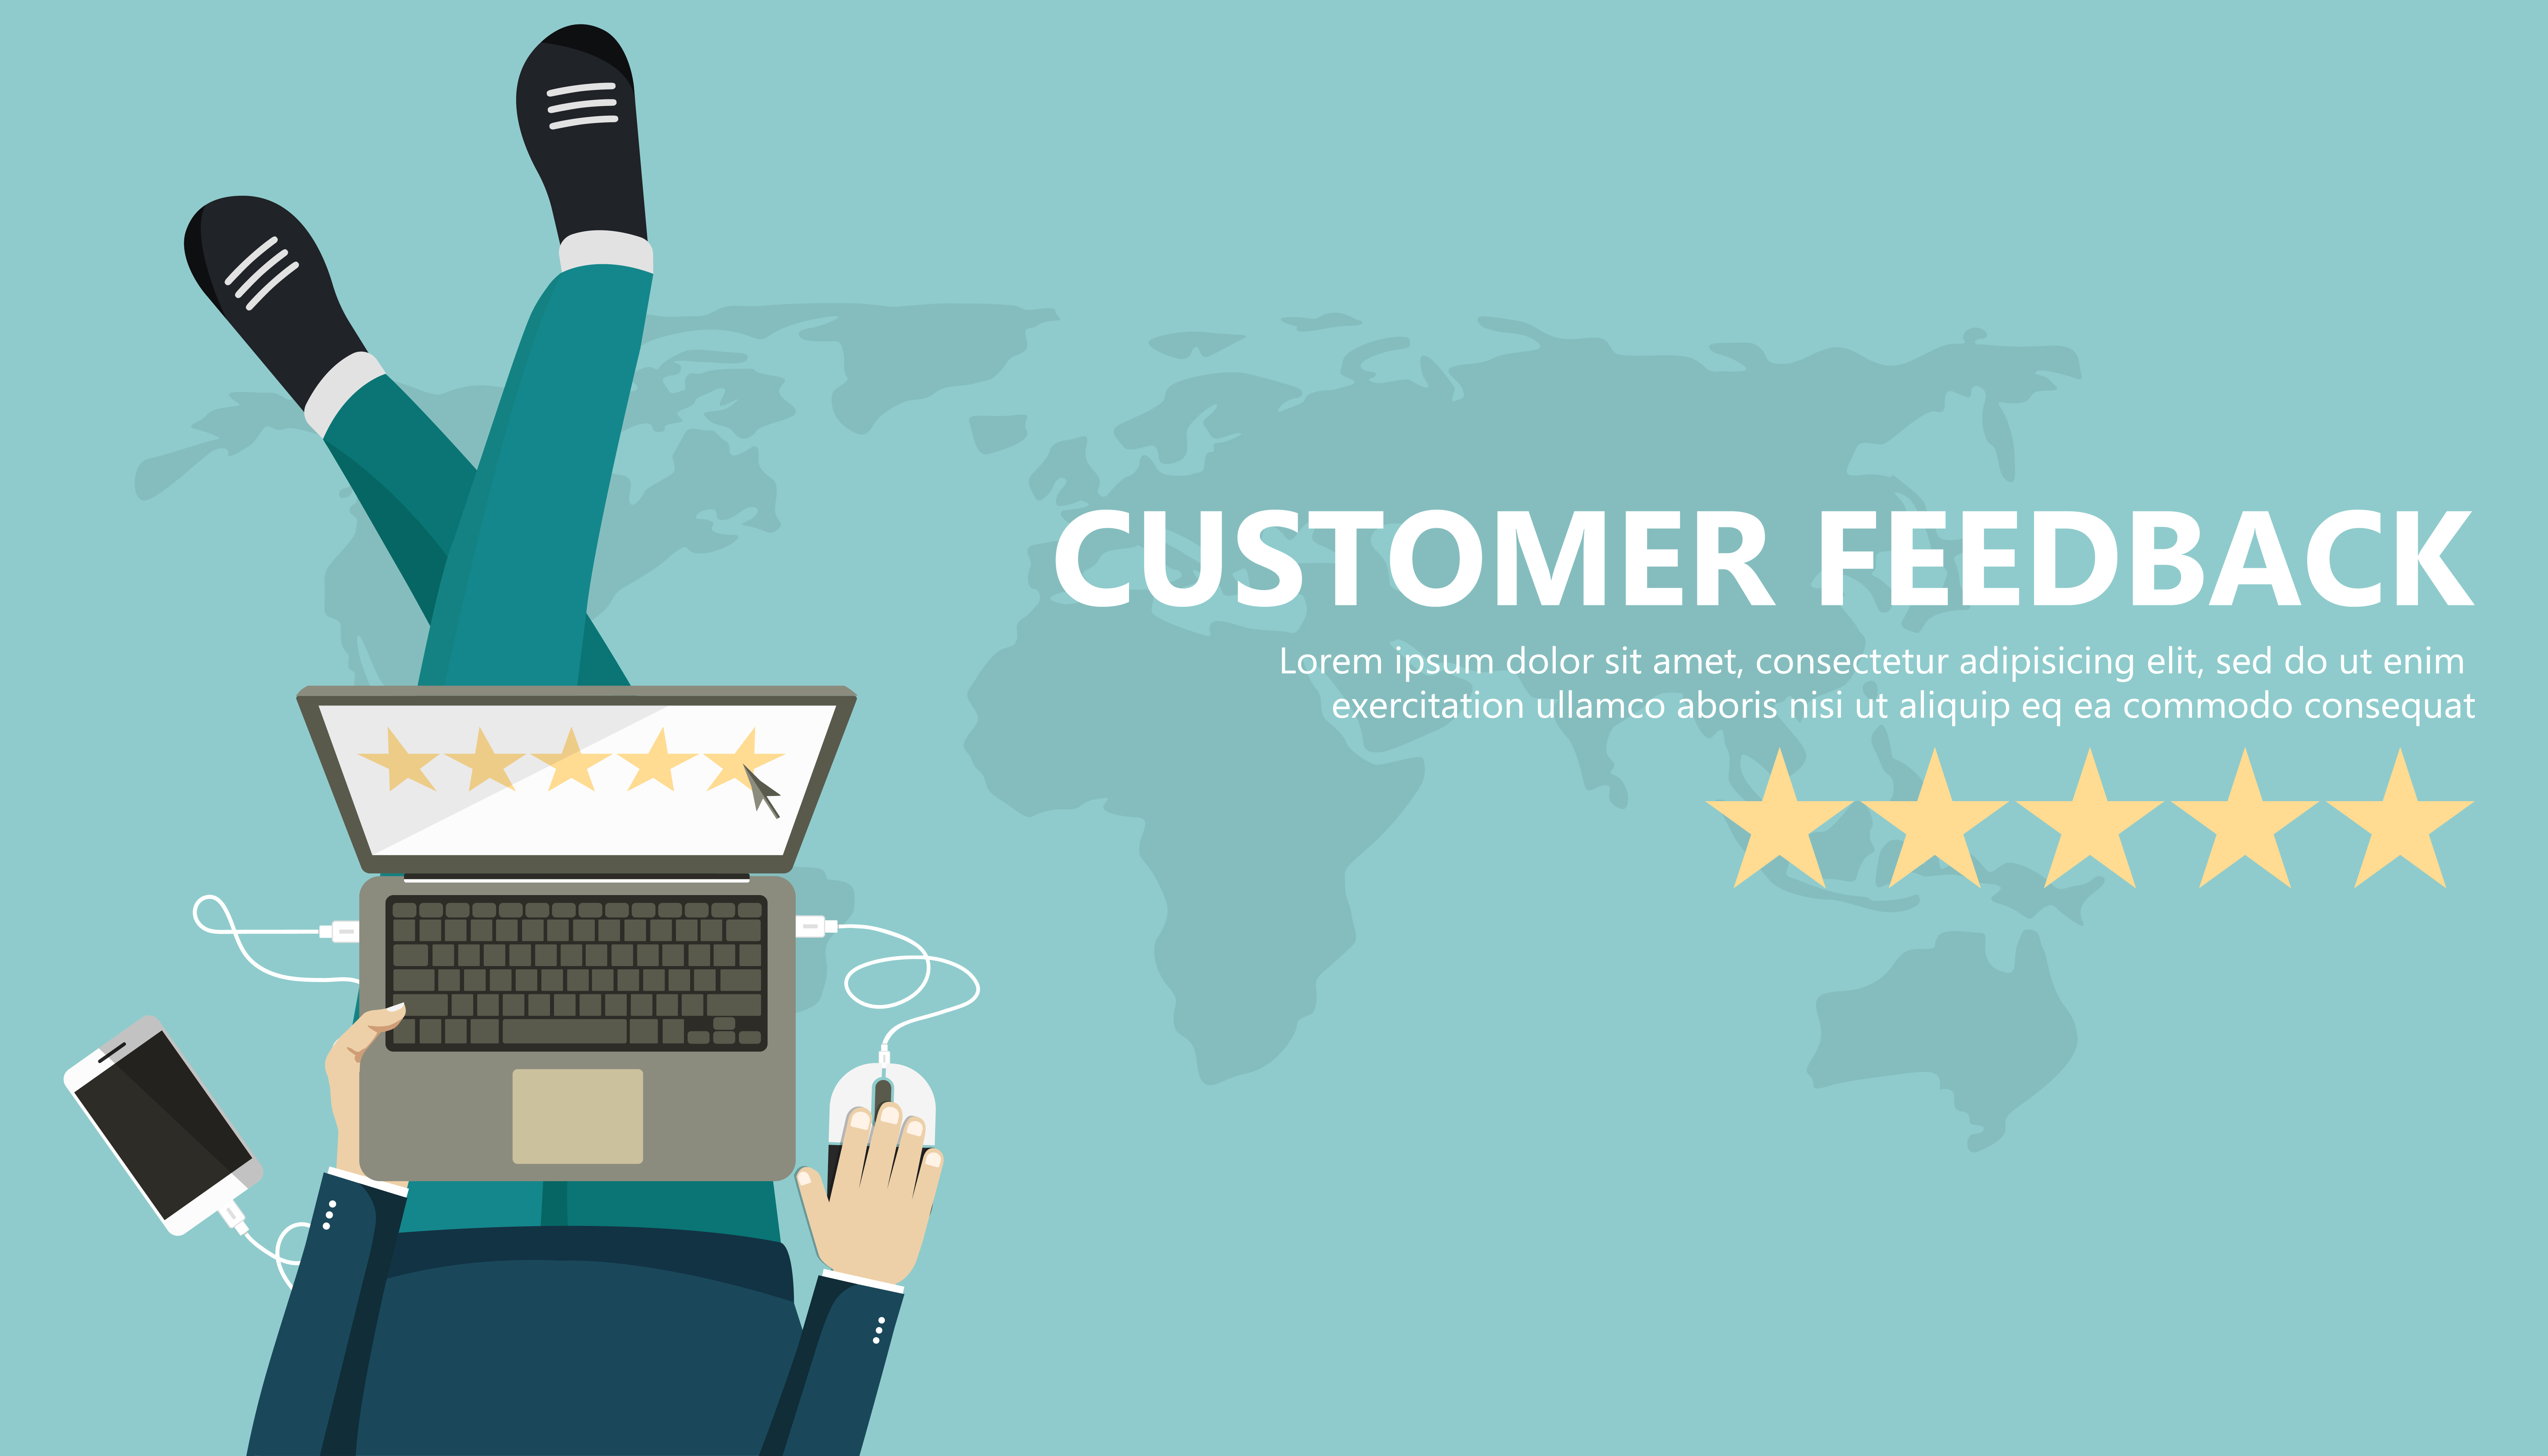 CUSTOMER FEEDBACK
Lorem ipsum dolor sit amet, consectetur adipisicing elit, sed do ut enim
exercitation ullamco aboris nisi ut aliquip eq ea commodo consequat